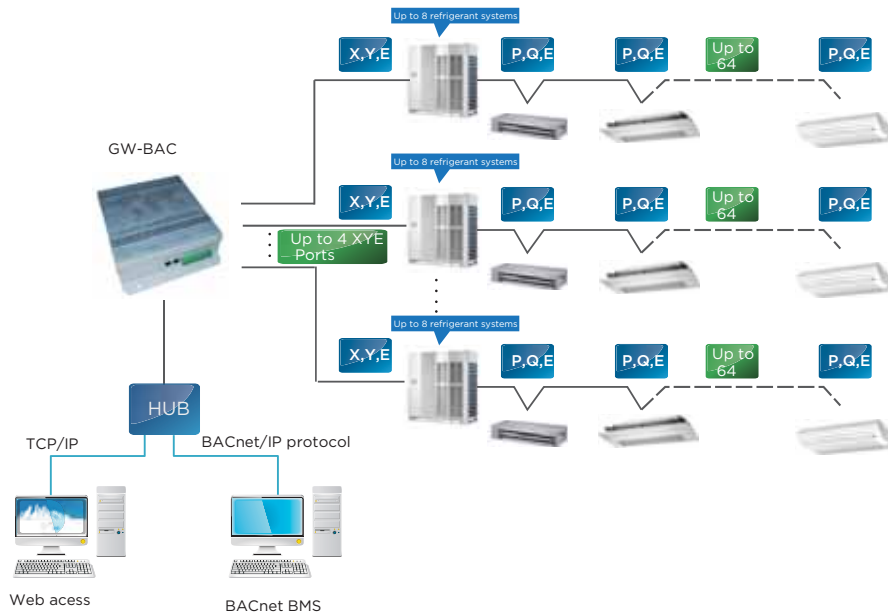 Up to 8 refrigerant systems
X,Y,E
P,Q,E
P,Q,E
Up to
64
P,Q,E
GW-BAC
Up to 8 refrigerant systems
X,Y,E
P,Q,E
P,Q,E
Up to
64
P,Q,E
Up to 4 XYE
Ports
Up to 8 refrigerant systems
X,Y,E
P,Q,E
P,Q,E
Up to
64
P,Q,E
HUB
TCP/IP
BACnet/IP protocol
Web acess
BACnet BMS